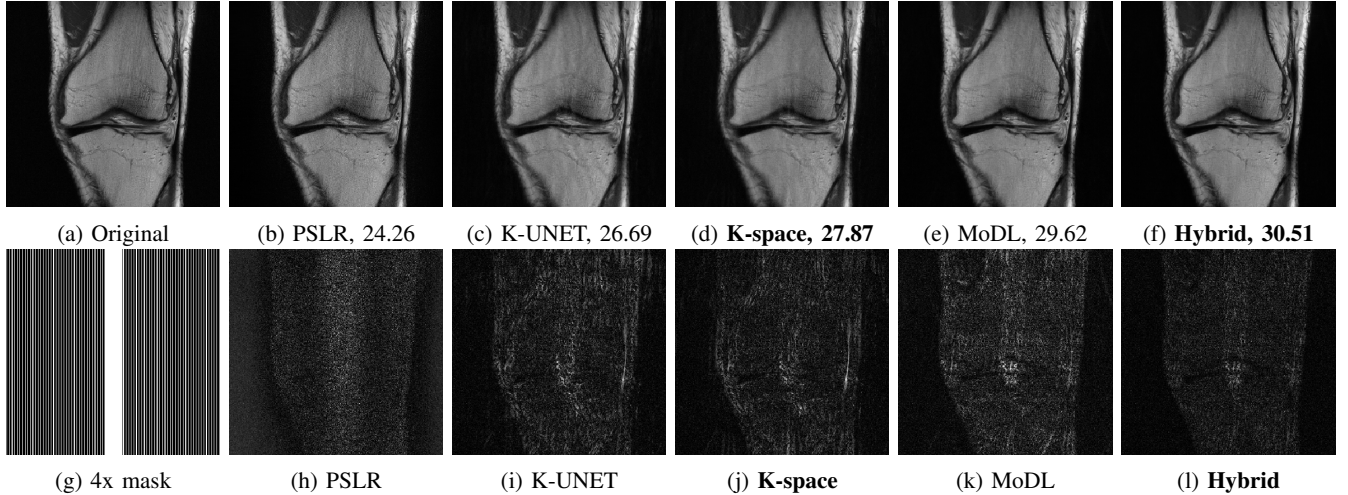 (a) Original
(b) PSLR, 24.26
(c) K-UNET, 26.69
(d) K-space, 27.87
(e) MoDL, 29.62
(f) Hybrid, 30.51
(g) 4x mask
(h) PSLR
(i) K-UNET
(j) K-space
(k) MoDL
(l) Hybrid